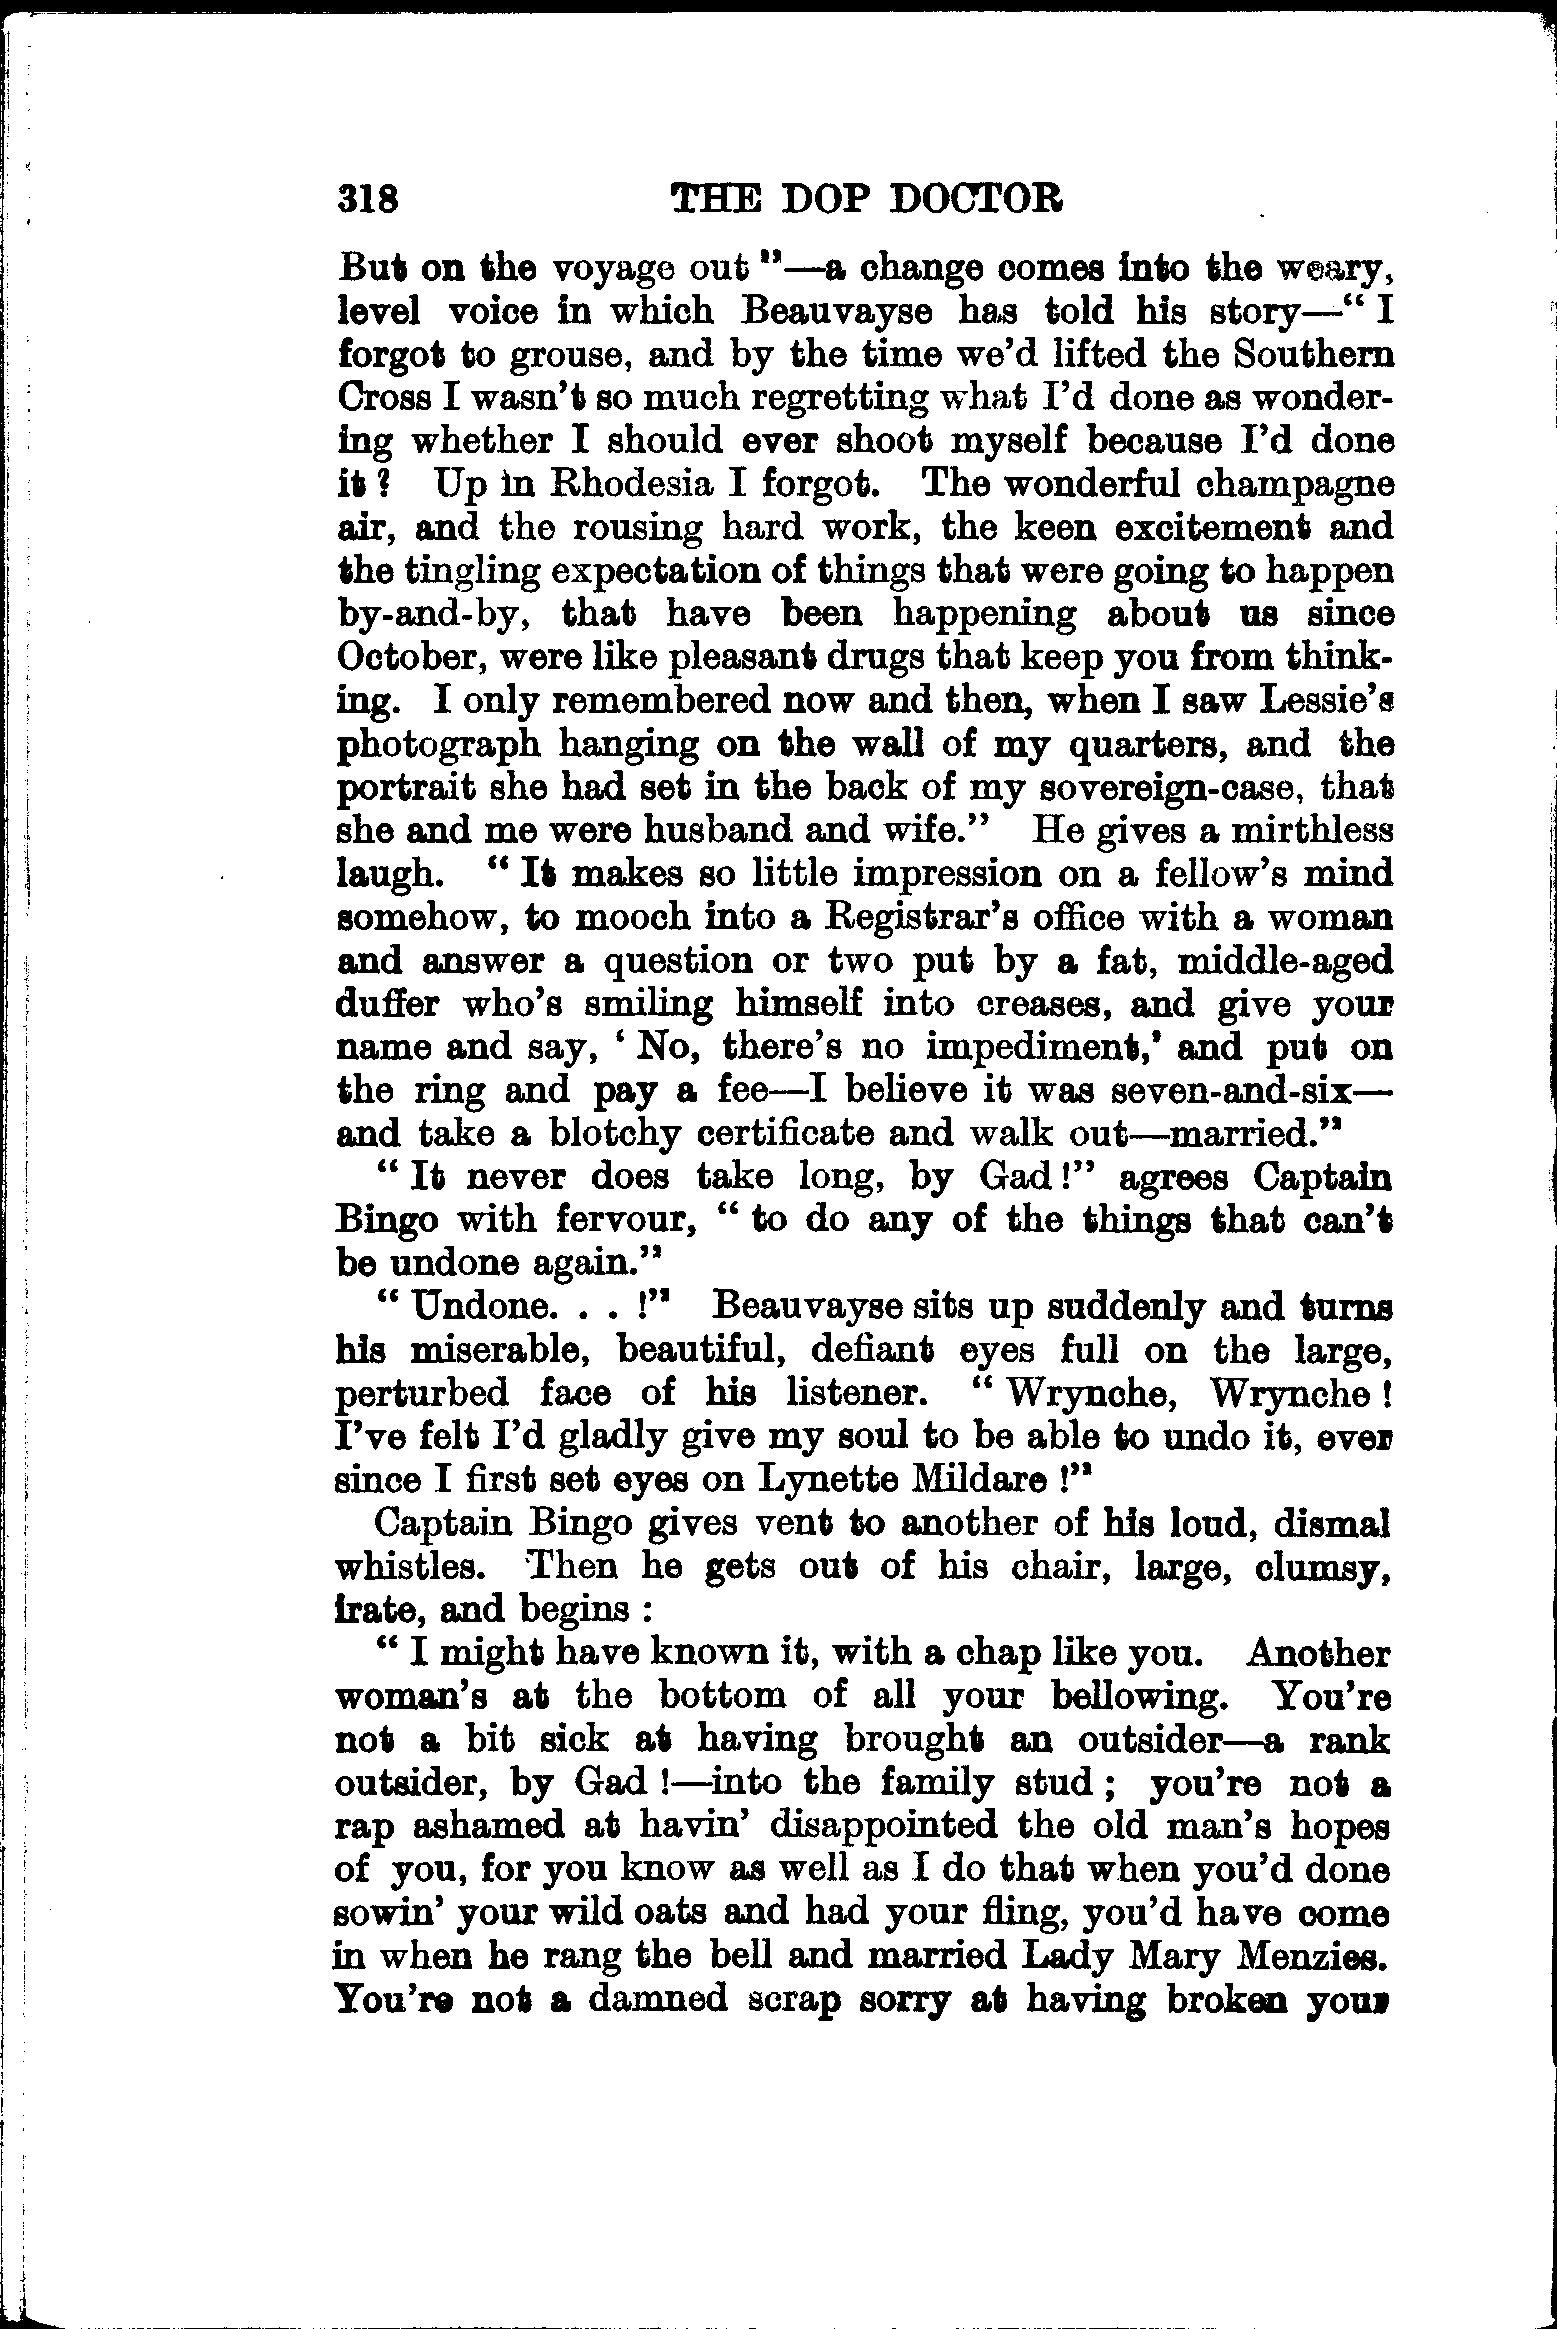 318 THE DOP DOCTOR
But on the voyage out "—a change comes into the weary,
level voice in which Beauvayse has told his story—" I
forgot to grouse, and by the time we'd lifted the Southern
Cross I wasn't so much regretting what I'd done as wonder-
ing whether I should ever shoot myself because I'd done
it ? Up in Rhodesia I forgot. The wonderful champagne
air, and the rousing hard work, the keen excitement and
the tingling expectation of things that were going to happen
by-and-by, that have been happening about us since
October, were like pleasant drugs that keep you from think-
ing. I only remembered now and then, when I saw Lessie's
photograph hanging on the wall of my quarters, and the
portrait she had set in the back of my sovereign-case, that
she and me were husband and wife." He gives a mirthless
laugh. " It makes so little impression on a fellow's mind
somehow, to mooch into a Registrar's office with a woman
and answer a question or two put by a fat, middle-aged
duffer who's smiling himself into creases, and give your
name and say, ' No, there's no impediment,' and put on
the ring and pay a fee—I believe it was seven-and-six—
and take a blotchy certificate and walk out—married."
" It never does take long, by Gad !" agrees Captain
Bingo with fervour, " to do any of the things that can't
be undone again."
" Undone. . . !" Beauvayse sits up suddenly and turns
his miserable, beautiful, defiant eyes full on the large,
perturbed face of his listener. " Wrynche, Wrynche !
I've felt I'd gladly give my soul to be able to undo it, ever
since I first set eyes on Lynette Mildare !"
Captain Bingo gives vent to another of his loud, dismal
whistles. Then he gets out of his chair, large, clumsy,
irate, and begins :
" I might have known it, with a chap like you. Another
woman's at the bottom of all your bellowing. You're
not a bit sick at having brought an outsider—a rank
outsider, by Gad !—into the family stud ; you're not a
rap ashamed at havin' disappointed the old man's hopes
of you, for you know as well as I do that when you'd done
sowin' your wild oats and had your fling, you'd have come
in when he rang the bell and married Lady Mary Menzies.
You're not a damned scrap sorry at having broken your